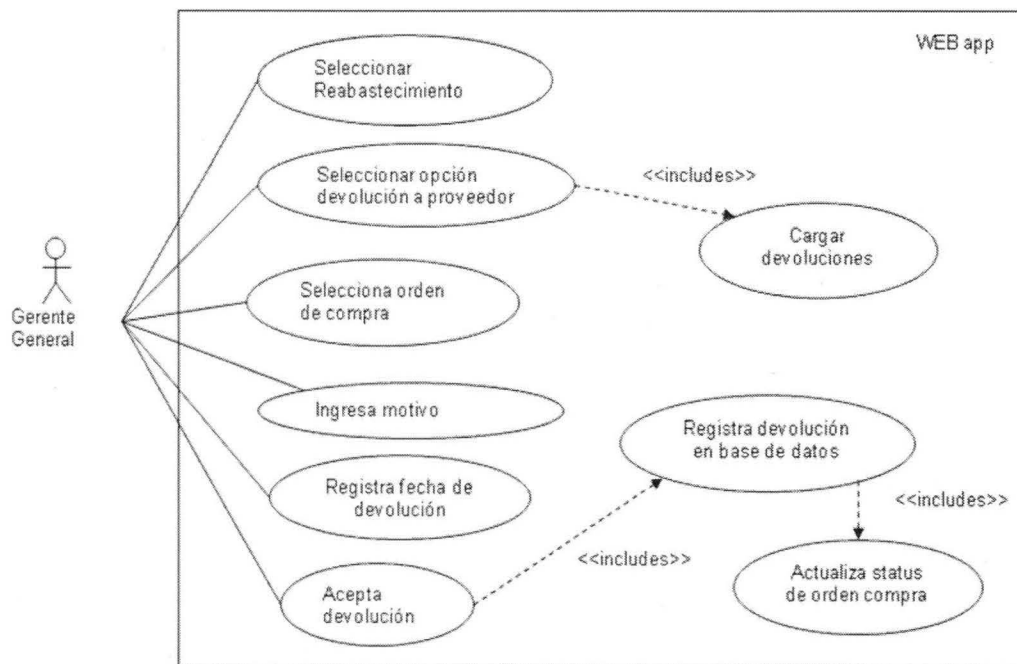 WEB app
Seleccionar
Reabastecimiento
Seleccionar opción
devolución a proveedor
<<includes>>
Cargar
devoluciones
Gerente
General
Selecciona orden
de compra
Ingresa motivo
Registra devolución
en base de datos
Registra fecha de
devolución
<<includes>>
<<includes>>
Acepta
devolución
Actualiza status
de orden compra